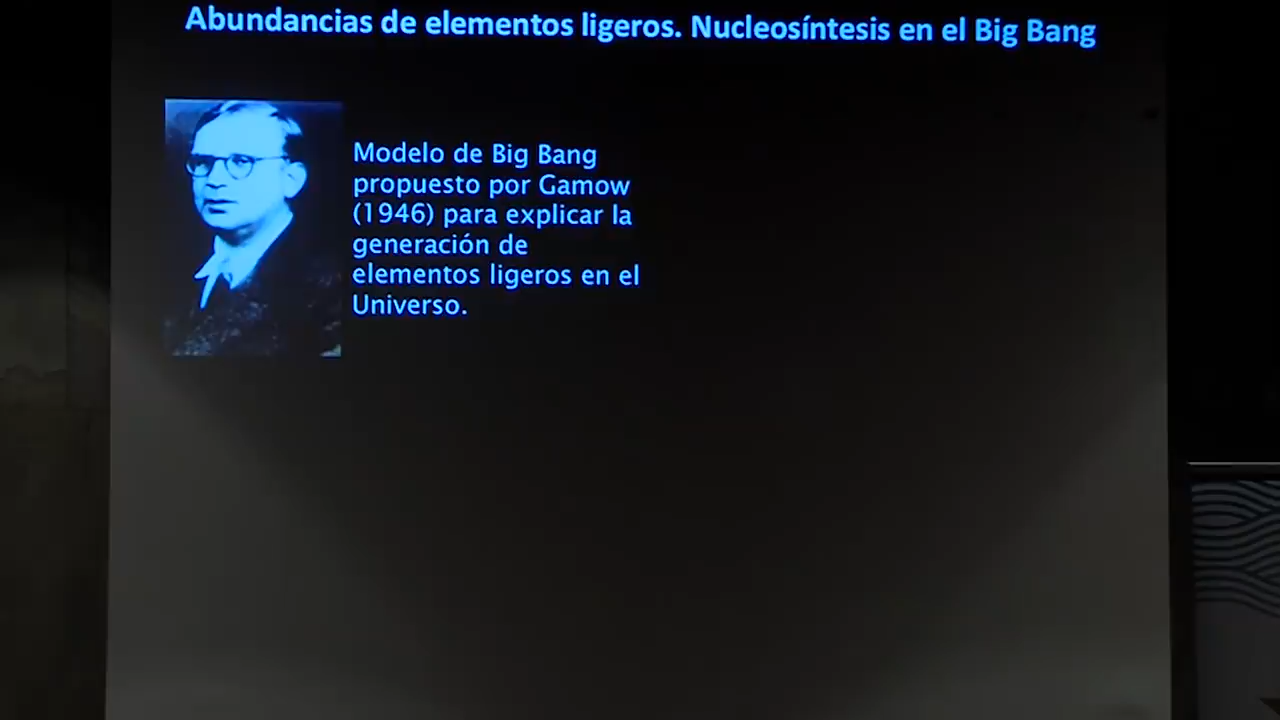 Abundancias de elementos ligeros. Nucleosíntesis en el Big Bang
Modelo de Big Bang
propuesto por Gamow
(1946) para explicar la
generación de
elementos ligeros en el
Universo.